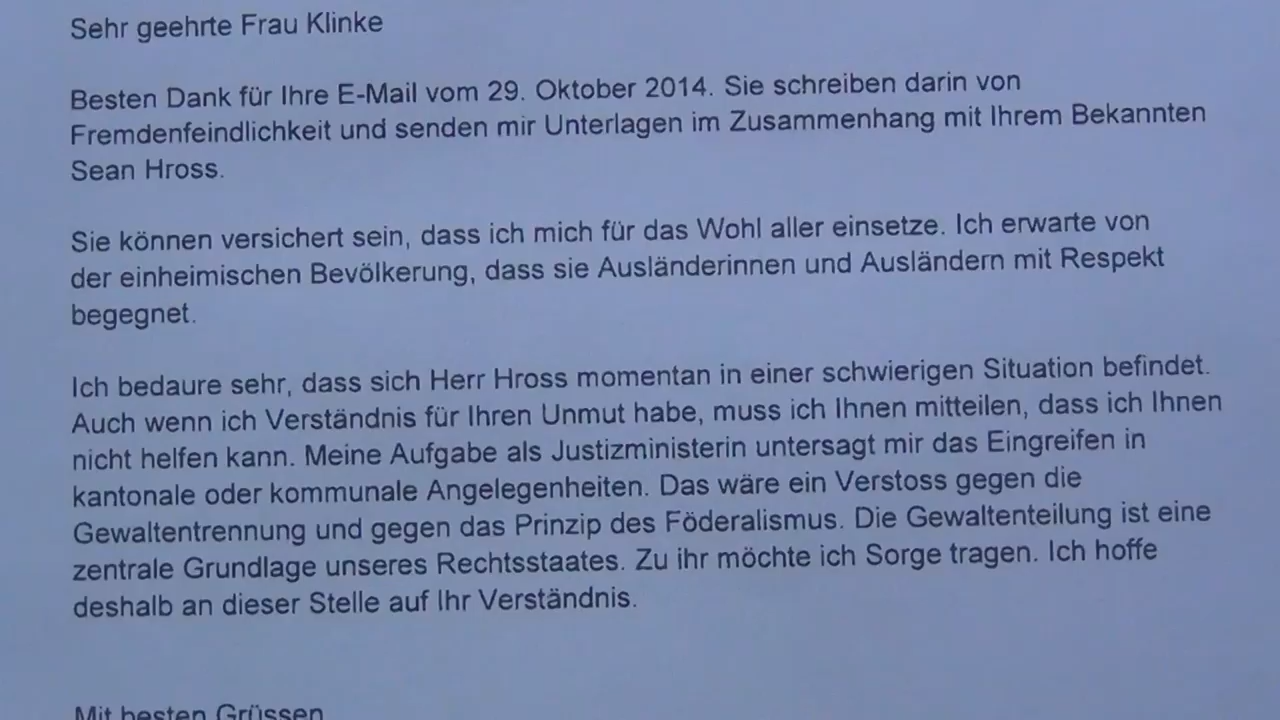 Sehr geehrte Frau Klinke
Besten Dank für Ihre E-Mail vom 29. Oktober 2014. Sie schreiben darin von
Fremdenfeindlichkeit und senden mir Unterlagen im Zusammenhang mit Ihrem Bekannten
Sean Hross.
Sie können versichert sein, dass ich mich für das Wohl aller einsetze. Ich erwarte von
der einheimischen Bevölkerung, dass sie Ausländerinnen und Ausländern mit Respekt
begegnet.
Ich bedaure sehr, dass sich Herr Hross momentan in einer schwierigen Situation befindet.
Auch wenn ich Verständnis für Ihren Unmut habe, muss ich Ihnen mitteilen, dass ich Ihnen
nicht helfen kann. Meine Aufgabe als Justizministerin untersagt mir das Eingreifen in
kantonale oder kommunale Angelegenheiten. Das wäre ein Verstoss gegen die
Gewaltentrennung und gegen das Prinzip des Föderalismus. Die Gewaltenteilung ist eine
zentrale Grundlage unseres Rechtsstaates. Zu ihr möchte ich Sorge tragen. Ich hoffe
deshalb an dieser Stelle auf Ihr Verständnis.
Mit besten Grüssen